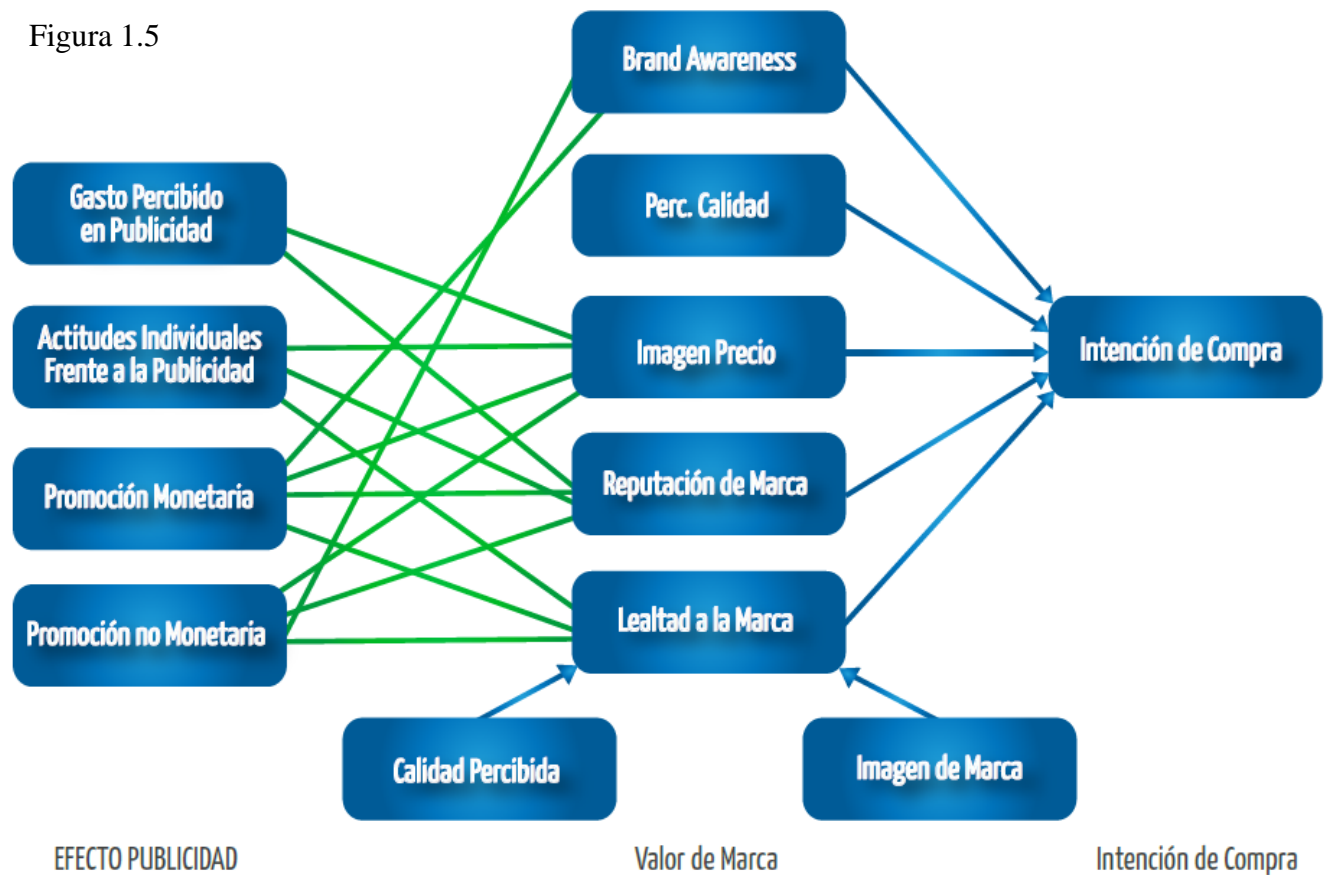 Figura 1.5
Brand Awareness
Gasto Percibido
en Publicidad
Perc. Calidad
Actitudes Individuales
Frente a la Publicidad
Imagen Precio
Intención de Compra
Promoción Monetaria
Reputación de Marca
Promoción no Monetaria
Lealtad a la Marca
Calidad Percibida
Imagen de Marca
EFECTO PUBLICIDAD
Valor de Marca
Intención de Compra